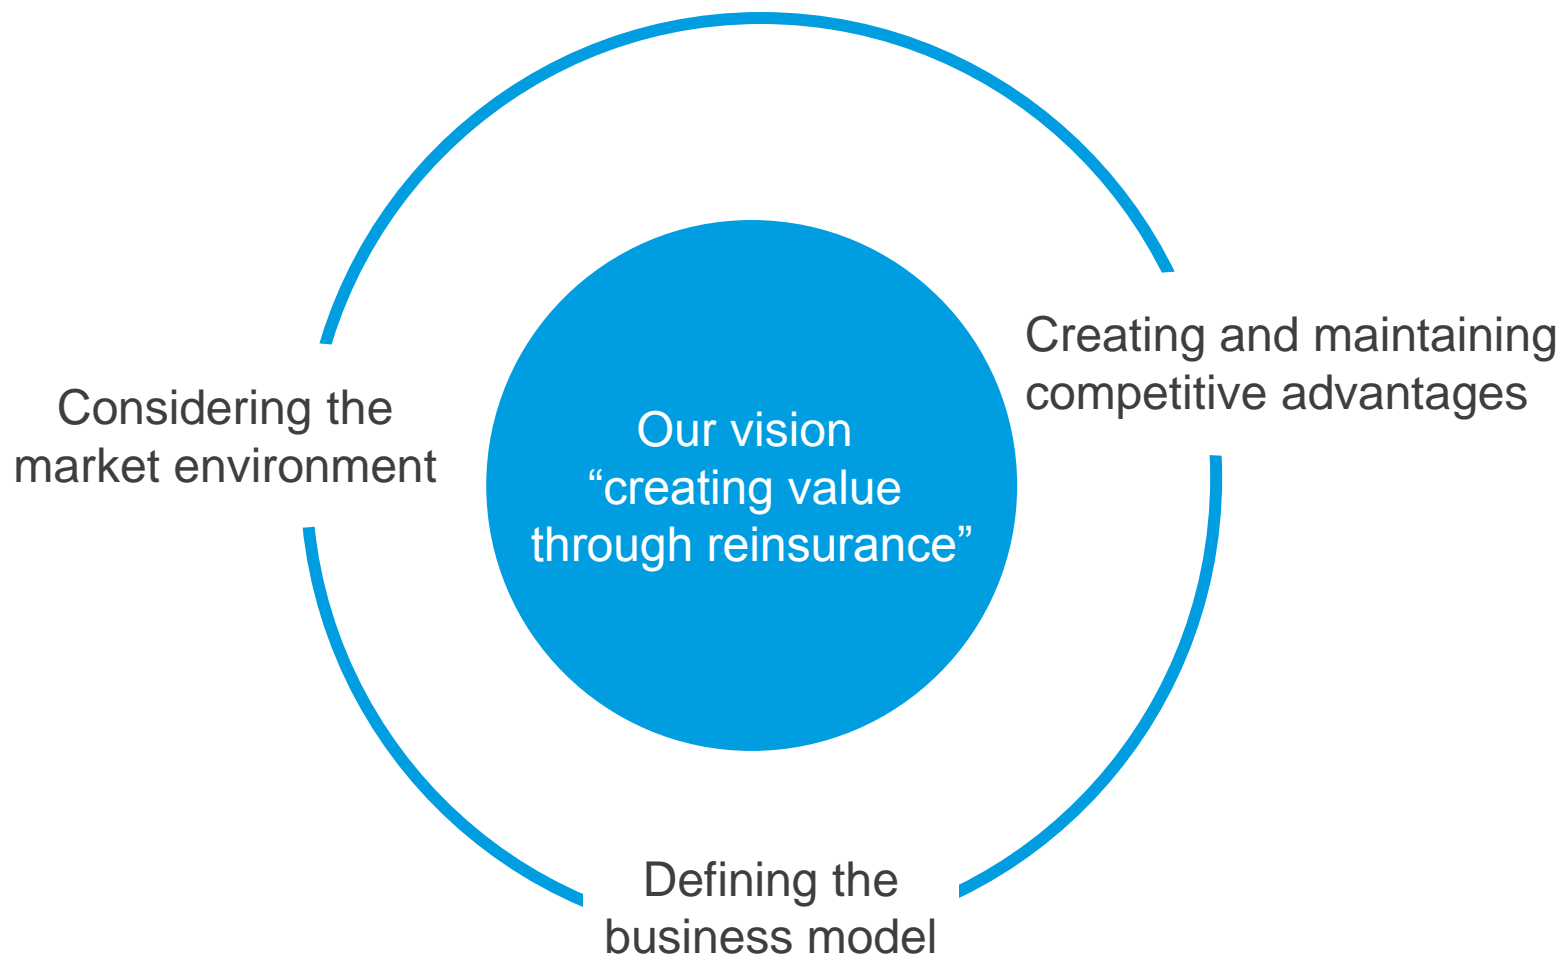 Creating and maintaining
competitive advantages
Considering the
market environment
Our vision
“creating value
through reinsurance”
Defining the
business model